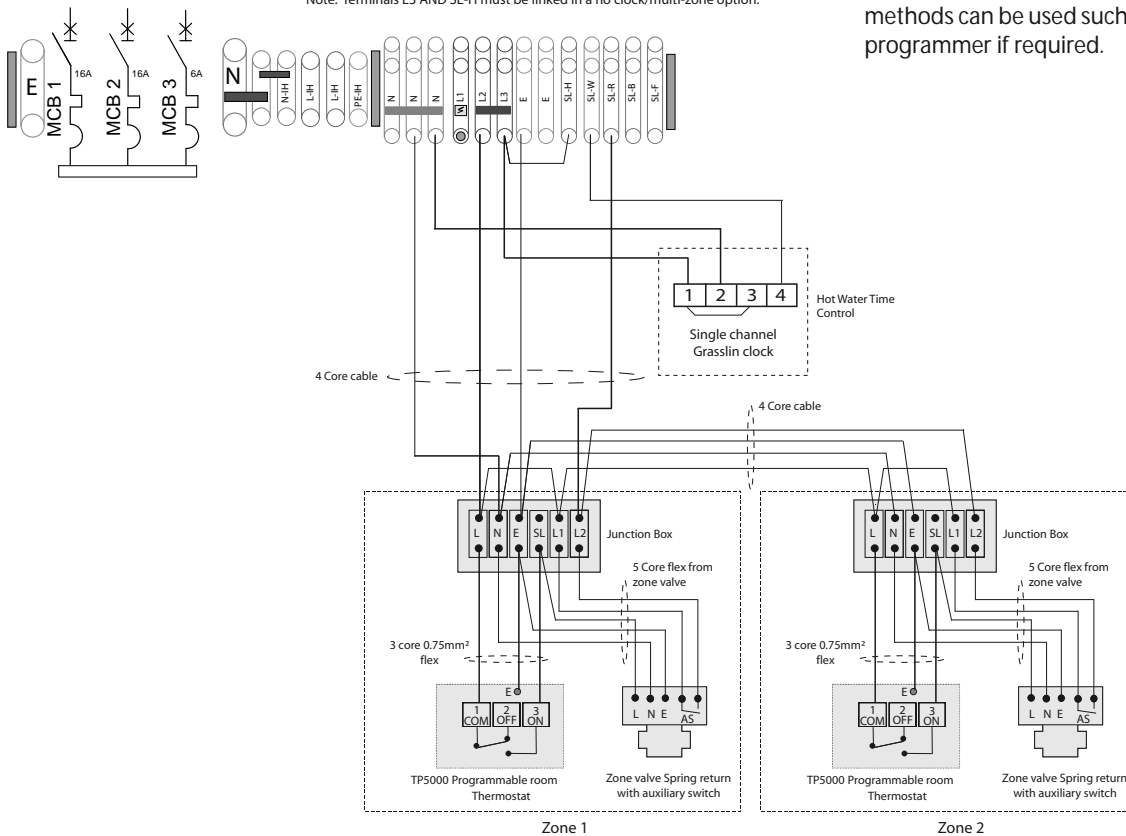 Note: Terminals L3 AND SL-H must be linked in a no clock/multi-zone option.
methods can be used such
programmer if required.
E
MCB 1
16A
MCB 2
16A
MCB 3
6A
N
N-IH
L-IH
L-IH
PE-IH
N
N
N
L1
L2
L3
E
E
SL-H
SL-W
SL-R
SL-B
SL-F
1 2 3 4
Hot Water Time
Control
Single channel
Grasslin clock
4 Core cable
4 Core cable
L N E SL L1 L2
Junction Box
5 Core flex from
zone valve
3 core 0.75mm²
flex
E
1 2 3
COM OFF ON
L N E AS
TP5000 Programmable room
Thermostat
Zone valve Spring return
with auxiliary switch
Zone 1
L N E SL L1 L2
Junction Box
5 Core flex from
zone valve
3 core 0.75mm²
flex
E
1 2 3
COM OFF ON
L N E AS
TP5000 Programmable room
Thermostat
Zone valve Spring return
with auxiliary switch
Zone 2